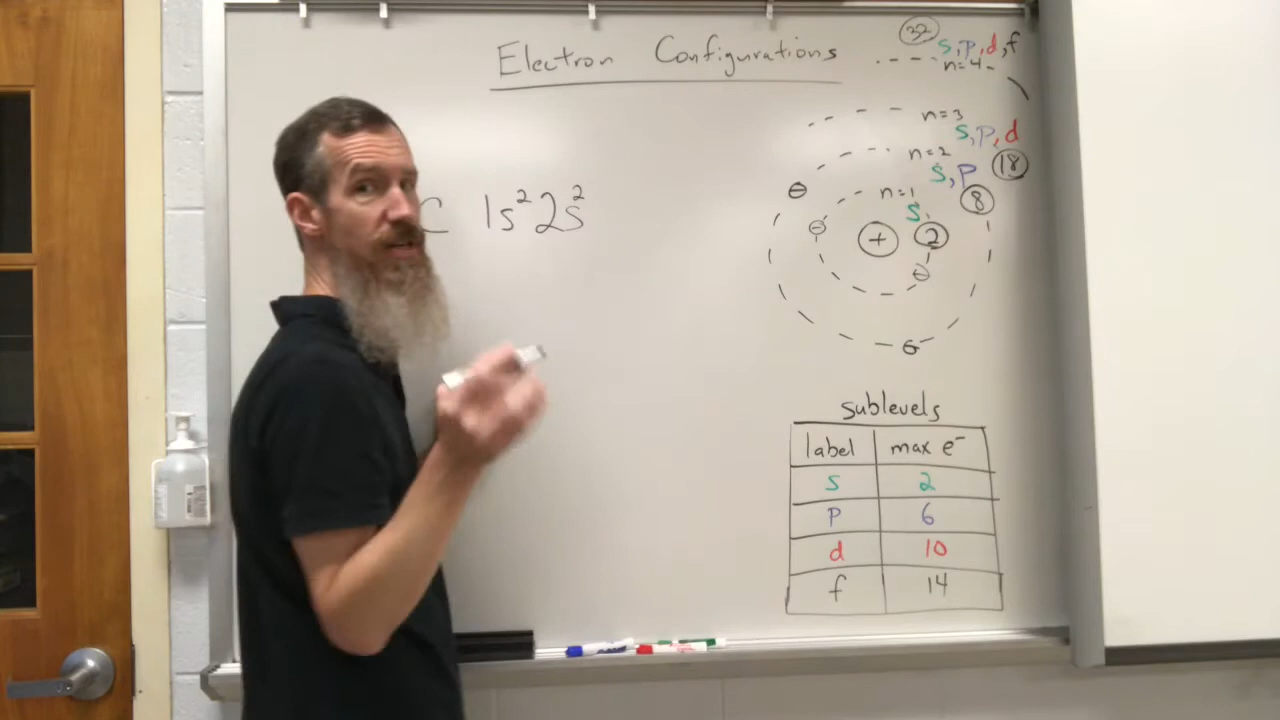 Electron Configurations
32
s, p, d, f
n=4
n=3
s, p, d
n=2
18
s, p
n=1
8
s
+ 2
C 1s²2s²
sublevels
label max e⁻
s 2
p 6
d 10
f 14